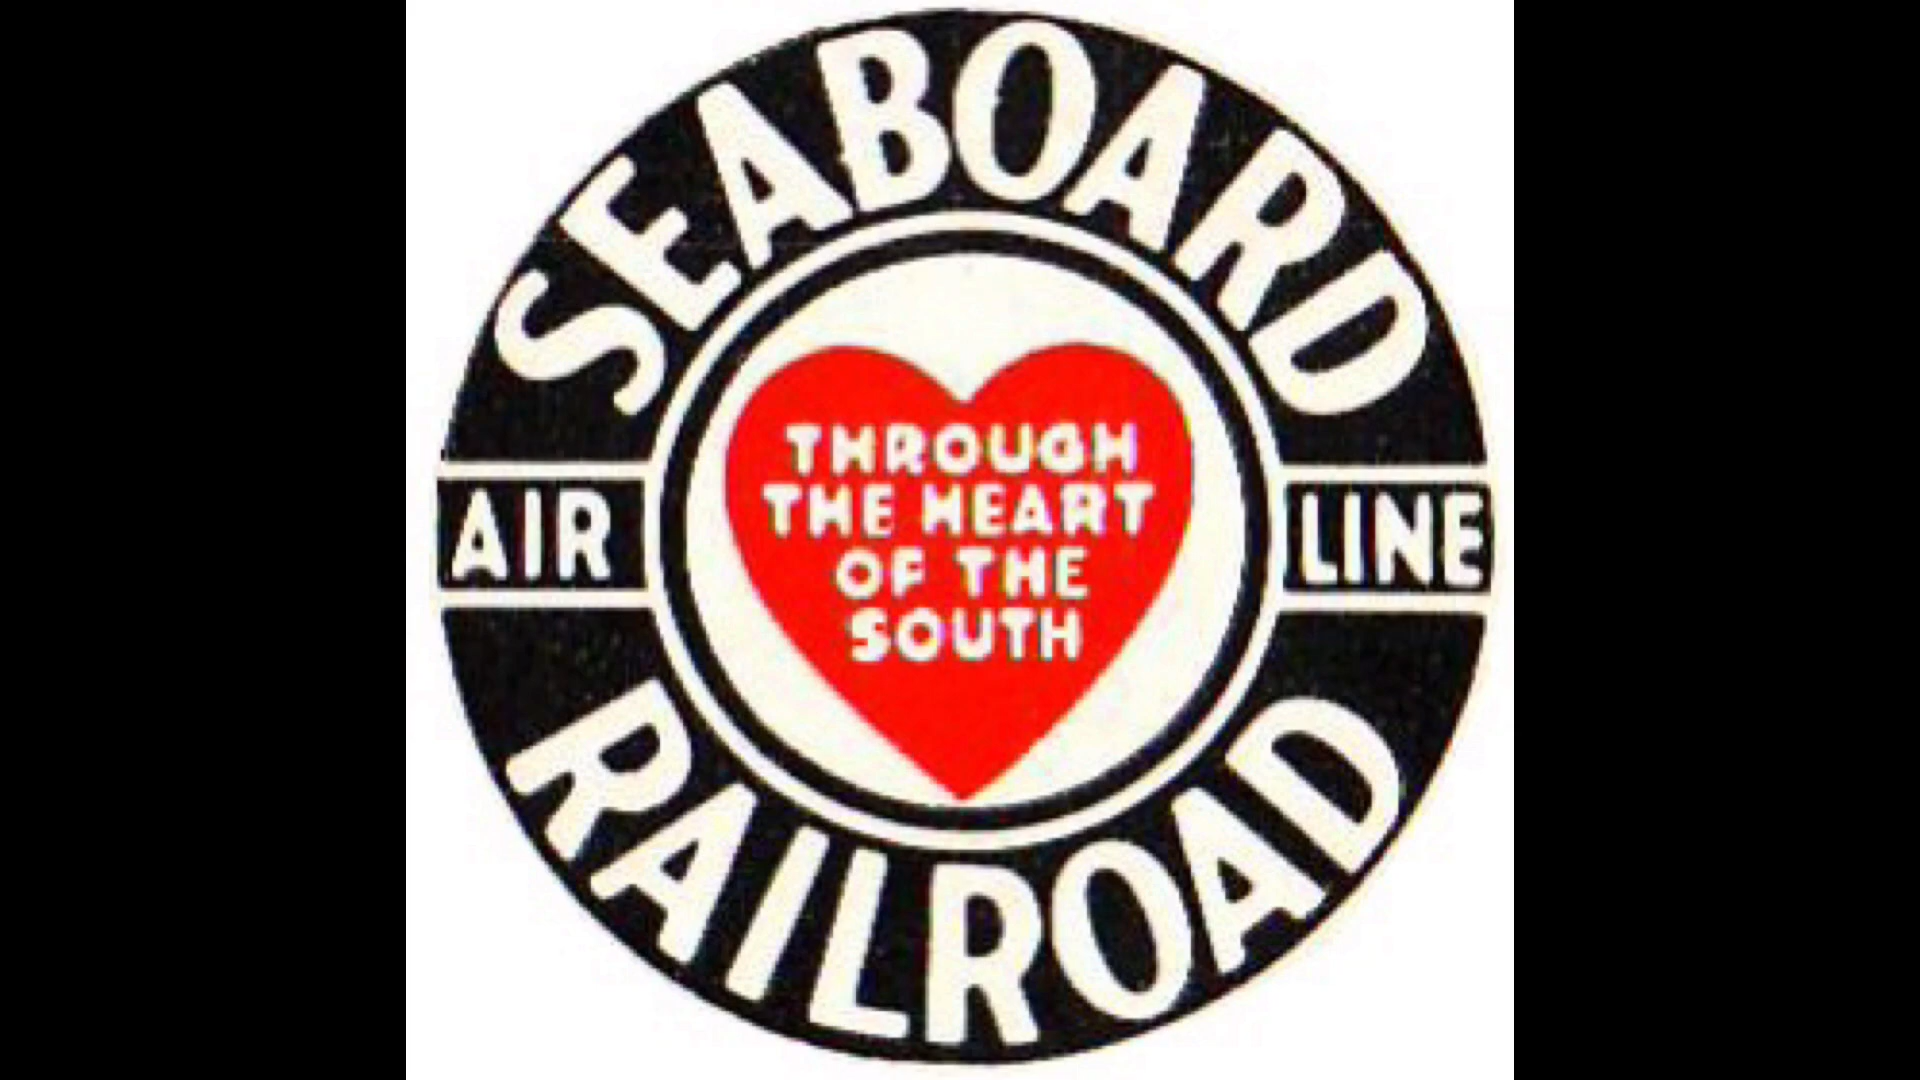 SEABOARD
AIR LINE
RAILROAD
THROUGH
THE HEART
OF THE
SOUTH